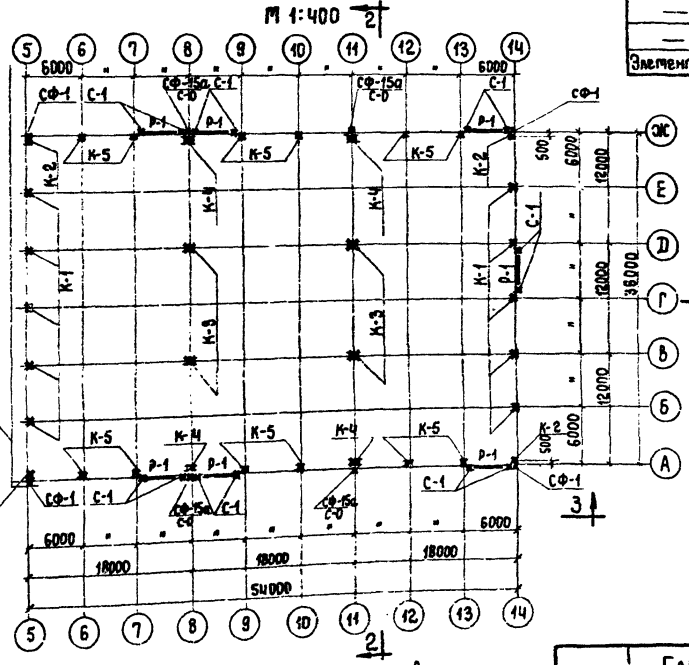 М 1:400
2
5 6 7 8 9 10 11 12 13 14
Элемент
6000 " " " " 6000
СФ-1 С-1 СФ-15а С-0 С-1 СФ-15а С-0 С-1 СФ-1
Р-1 Р-1 Р-1
Ж
К-2 К-5 К-4 К-5 К-4 К-5 К-2
500 6000 12000
Е
С-1
Д
К-1 К-1 Р-1
" 12000 36000
Г
К-3 К-3
"
В
"
12000
Б
6000
К-5 К-4 К-5 К-4 К-5 К-2
500
Р-1 Р-1 Р-1
А
СФ-1 С-1 СФ-15а С-0 С-1 СФ-15а С-0 С-1 СФ-1
3
6000 " " " " " 6000
18000 18000 18000
54000
5 6 7 8 9 10 11 12 13 14
2